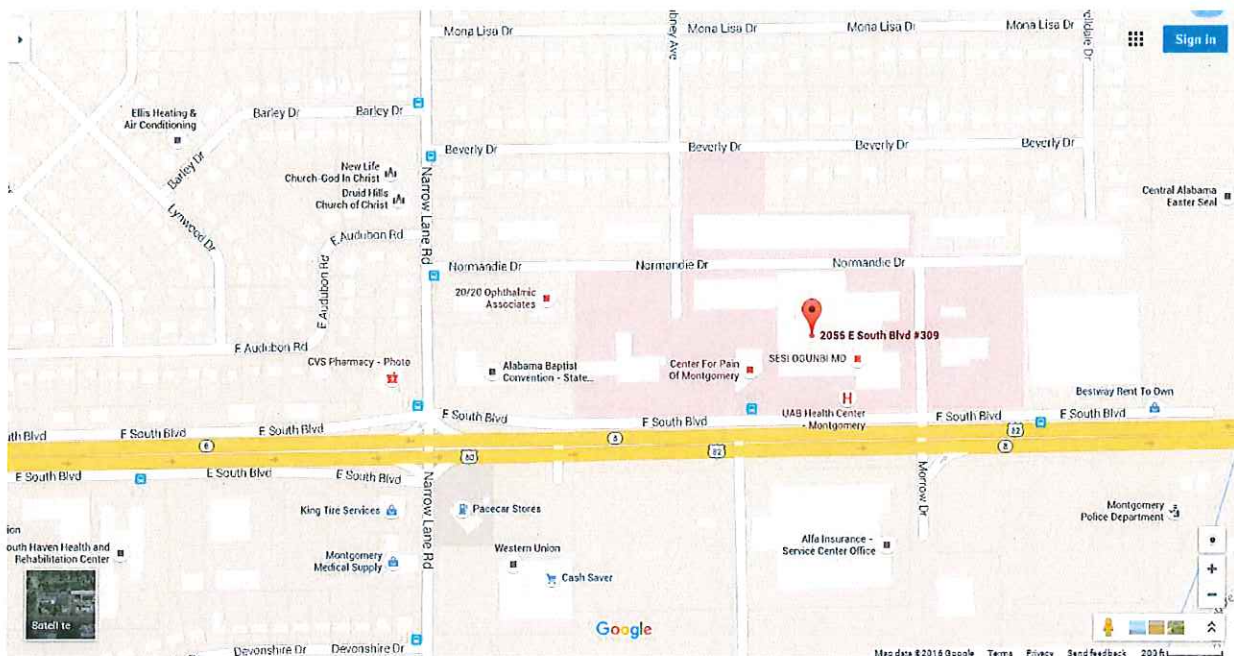 Mona Lisa Dr
Mona Lisa Dr
Mona Lisa Dr
Mona Lisa Dr
Sign in
Ellis Heating &
Air Conditioning
Barley Dr
Barley Dr
Barley Dr
Beverly Dr
Beverly Dr
Beverly Dr
Beverly Dr
New Life
Church-God In Christ
Druid Hills
Church of Christ
Narrow Lane Rd
Central Alabama
Easter Seal
Lynwood Dr
E Audubon Rd
Normandie Dr
Normandie Dr
Normandie Dr
20/20 Ophthalmic
Associates
E Audubon Rd
2055 E South Blvd #309
E Audubon Rd
CVS Pharmacy - Photo
Alabama Baptist
Convention - State...
Center For Pain
Of Montgomery
SESI OGUNBI MD
Bestway Rent To Own
H
UAB Health Center
- Montgomery
E South Blvd
E South Blvd
E South Blvd
uth Blvd
E South Blvd
E South Blvd
6
6
82
8
80
82
E South Blvd
E South Blvd
E South Blvd
Narrow Lane Rd
Morrow Dr
King Tire Services
Pacecar Stores
Montgomery
Police Department
outh Haven Health and
Rehabilitation Center
Montgomery
Medical Supply
Western Union
Cash Saver
Alfa Insurance -
Service Center Office
Google
Devonshire Dr
Devonshire Dr
Map data ©2016 Google
Terms
Privacy
Send feedback